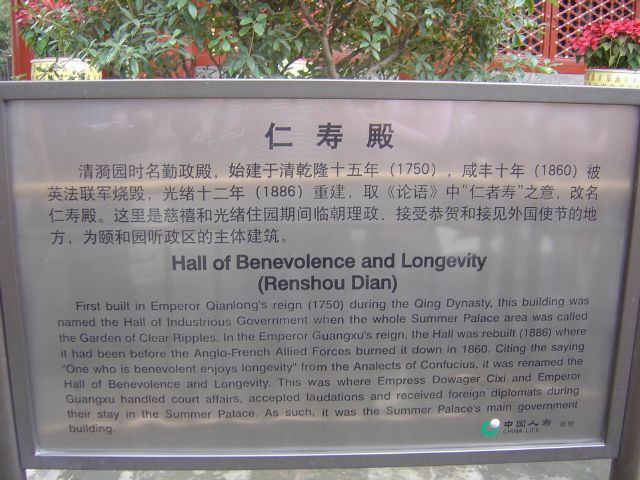 仁寿殿
清漪园时名勤政殿，始建于清乾隆十五年（1750），咸丰十年（1860）被
英法联军烧毁，光绪十二年（1886）重建，取《论语》中"仁者寿"之意，改名
仁寿殿。这里是慈禧和光绪住园期间临朝理政、接受恭贺和接见外国使节的地
方，为颐和园听政区的主体建筑。
Hall of Benevolence and Longevity
(Renshou Dian)
First built in Emperor Qianlong's reign (1750) during the Qing Dynasty, this building was
named the Hall of Industrious Government when the whole Summer Palace area was called
the Garden of Clear Ripples. In the Emperor Guangxu's reign, the Hall was rebuilt (1886) where
it had been before the Anglo-French Allied Forces burned it down in 1860. Citing the saying
"One who is benevolent enjoys longevity" from the Analects of Confucius, it was renamed the
Hall of Benevolence and Longevity. This was where Empress Dowager Cixi and Emperor
Guangxu handled court affairs, accepted laudations and received foreign diplomats during
their stay in the Summer Palace. As such, it was the Summer Palace's main government
building.
中国人寿
CHINA LIFE